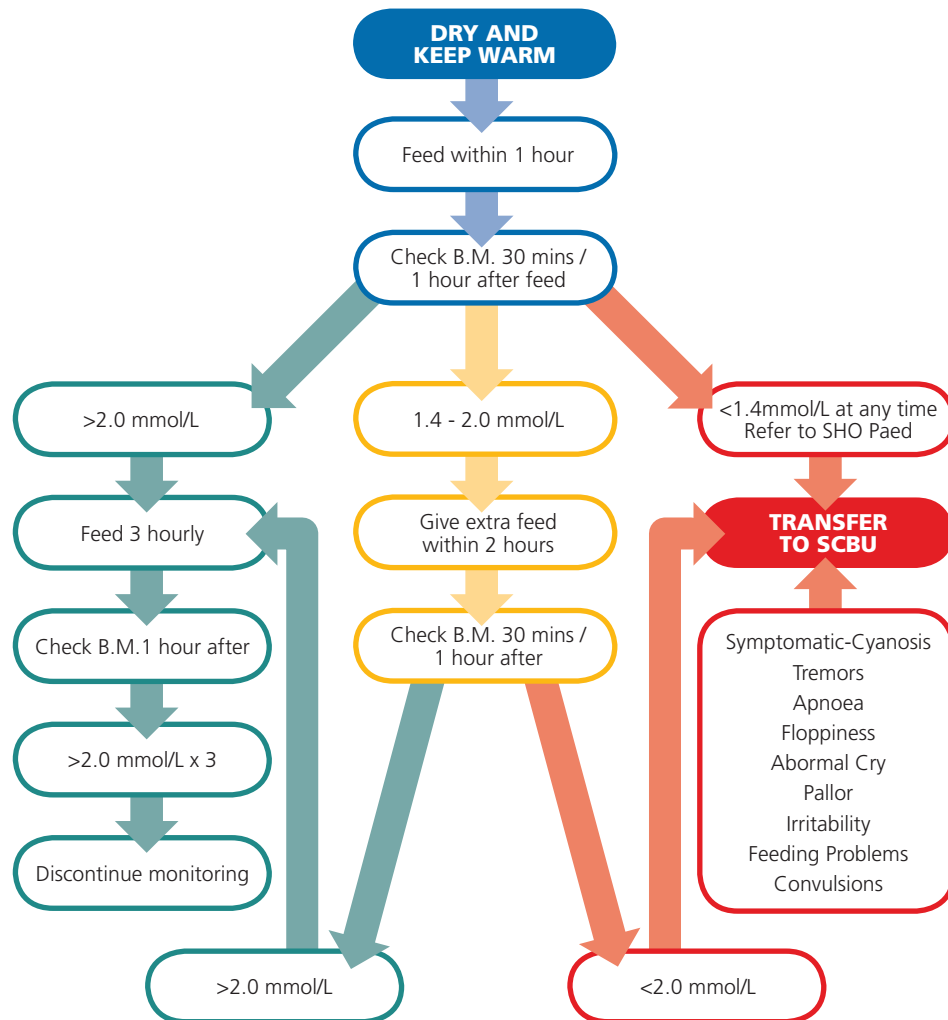 DRY AND
KEEP WARM
Feed within 1 hour
Check B.M. 30 mins /
1 hour after feed
>2.0 mmol/L
1.4 - 2.0 mmol/L
<1.4mmol/L at any time
Refer to SHO Paed
Feed 3 hourly
Give extra feed
within 2 hours
TRANSFER
TO SCBU
Check B.M.1 hour after
Check B.M. 30 mins /
1 hour after
Symptomatic-Cyanosis
Tremors
Apnoea
Floppiness
Abormal Cry
Pallor
Irritability
Feeding Problems
Convulsions
>2.0 mmol/L x 3
Discontinue monitoring
>2.0 mmol/L
<2.0 mmol/L